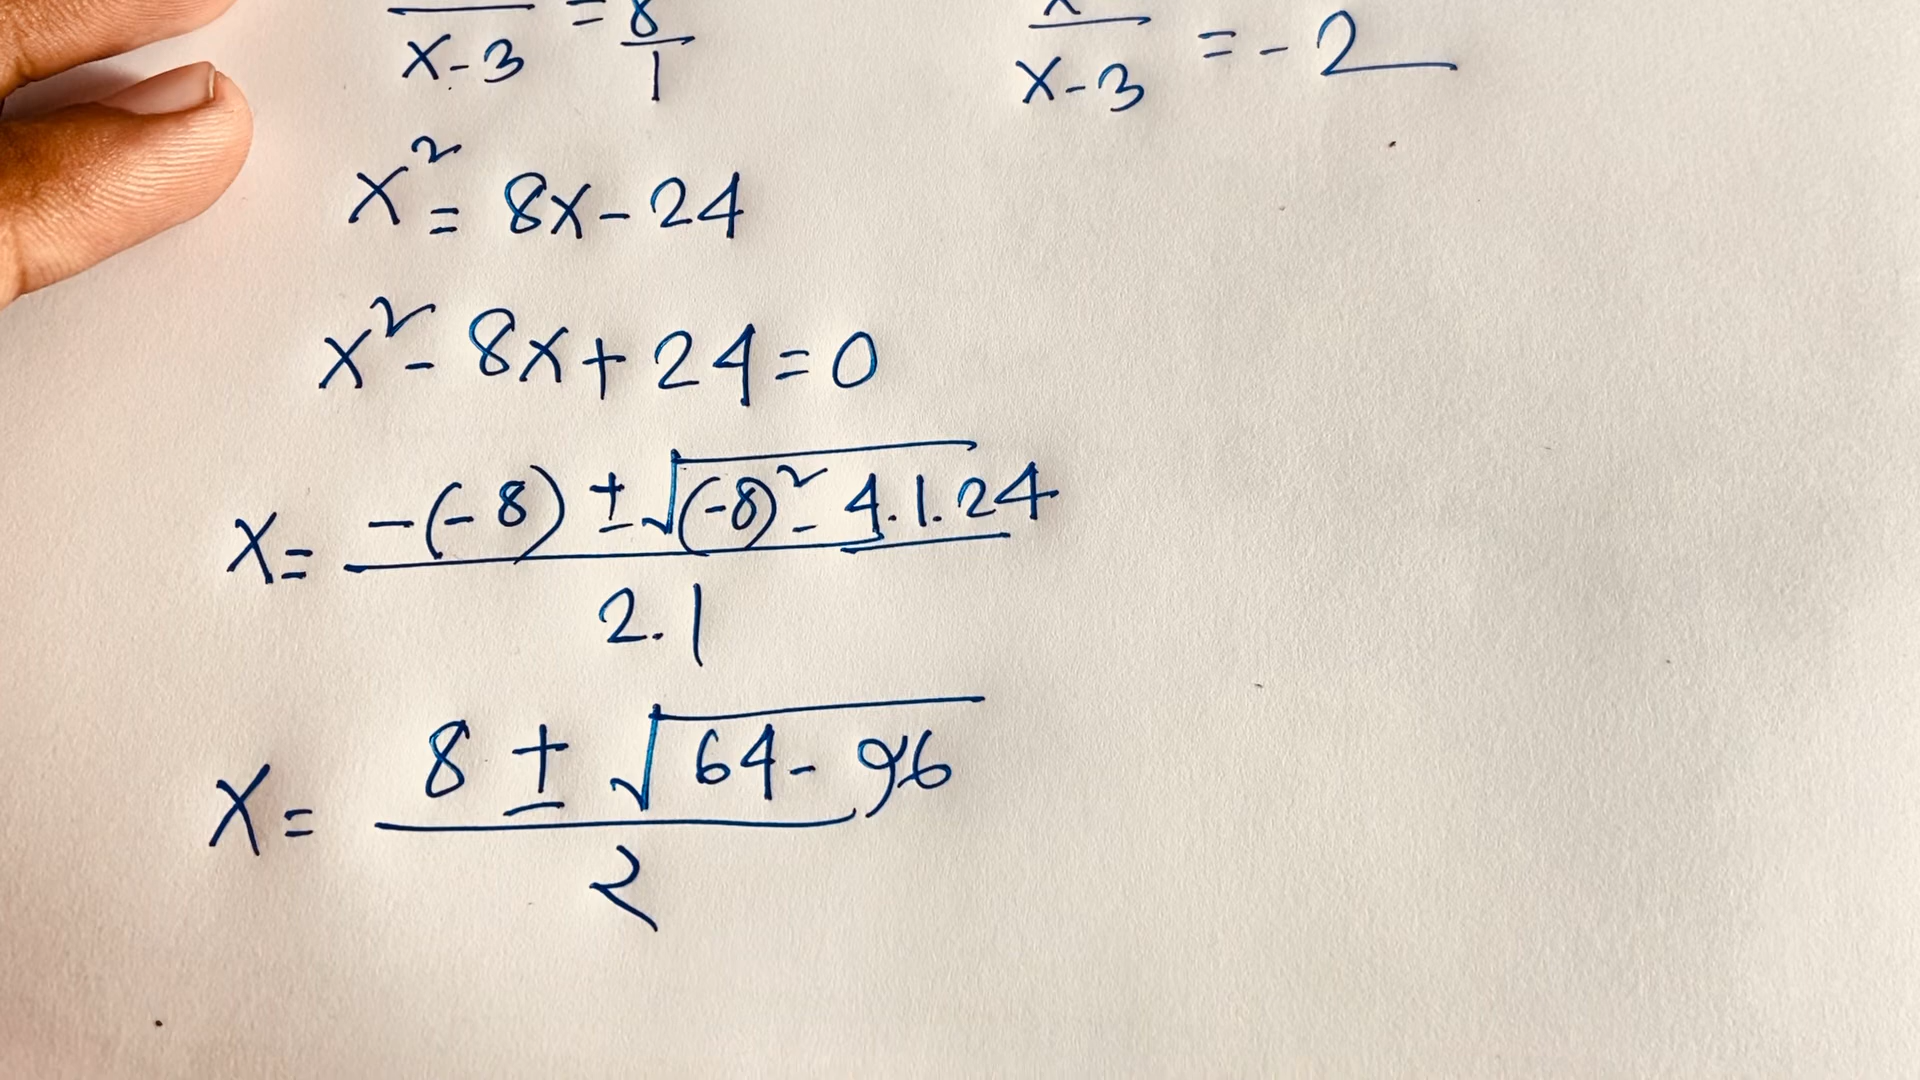 x-3 = 8/1
x/x-3 = -2
x² = 8x - 24
x² - 8x + 24 = 0
x = -(-8) ± √(-8)² - 4.1.24 / 2.1
x = 8 ± √64 - 96 / 2